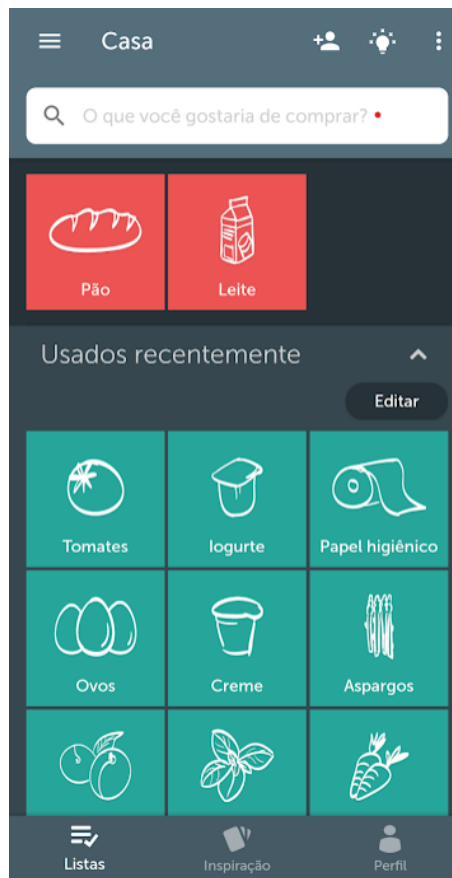 Casa
O que você gostaria de comprar?
Pão
Leite
Usados recentemente
Editar
Tomates
Iogurte
Papel higiênico
Ovos
Creme
Aspargos
Listas
Inspiração
Perfil